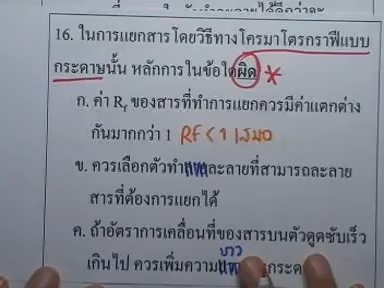 16. ในการแยกสารโดยวิธีทางโครมาโตรกราฟีแบบ
กระดาษนั้น หลักการในข้อใดผิด
ก. ค่า Rf ของสารที่ทำการแยกควรมีค่าแตกต่าง
กันมากกว่า 1 RF < 1 เสมอ
ข. ควรเลือกตัวทำละลายที่สามารถละลาย
สารที่ต้องการแยกได้
ค. ถ้าอัตราการเคลื่อนที่ของสารบนตัวดูดซับเร็ว
เกินไป ควรเพิ่มความยาว